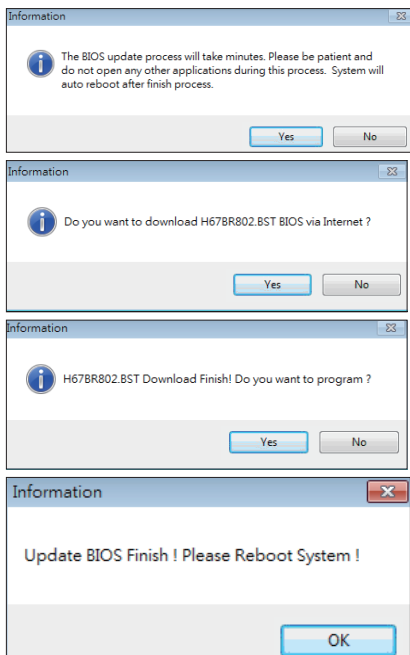 Information
The BIOS update process will take minutes. Please be patient and
do not open any other applications during this process. System will
auto reboot after finish process.
Yes No
Information
Do you want to download H67BR802.BST BIOS via Internet ?
Yes No
Information
H67BR802.BST Download Finish! Do you want to program ?
Yes No
Information
Update BIOS Finish ! Please Reboot System !
OK